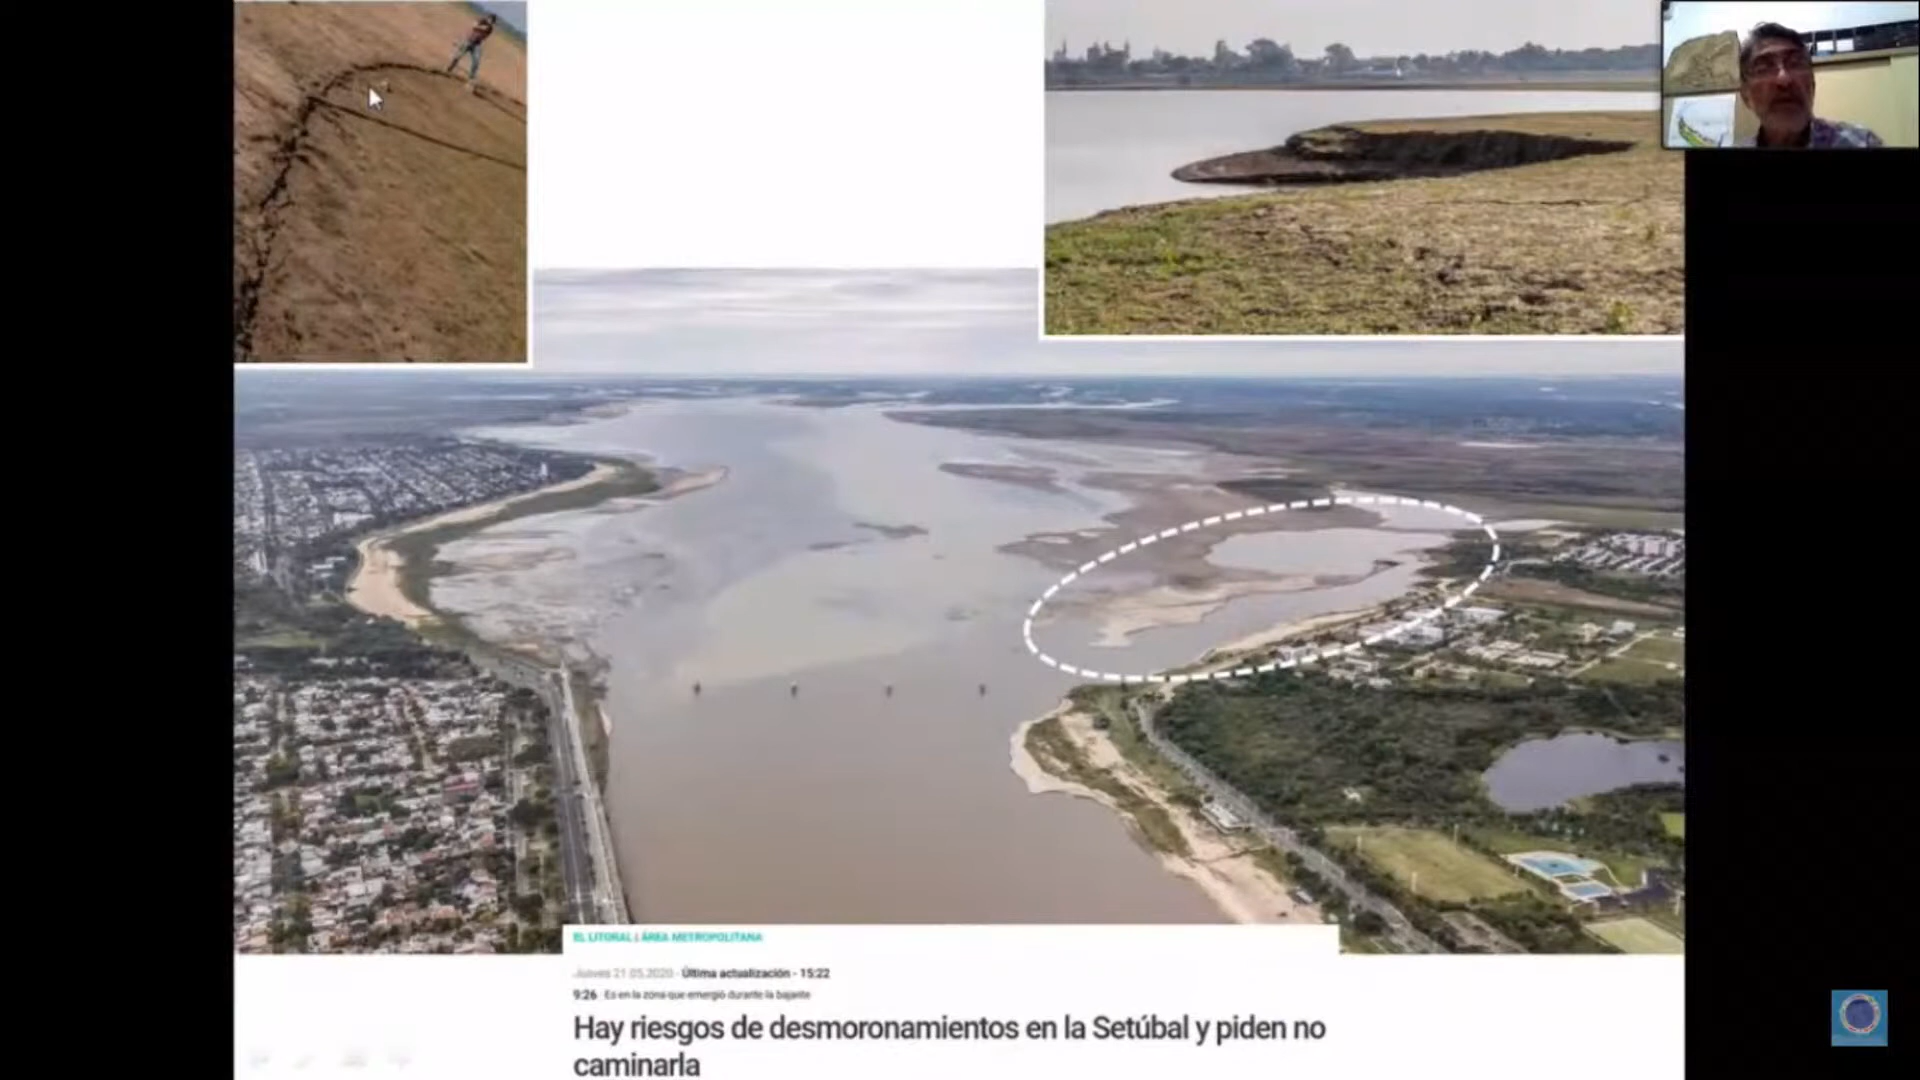 EL LITORAL | ÁREA METROPOLITANA
Jueves 21.05.2020 - Última actualización - 15:22
9:26 Es en la zona que emergió durante la bajante
Hay riesgos de desmoronamientos en la Setúbal y piden no
caminarla